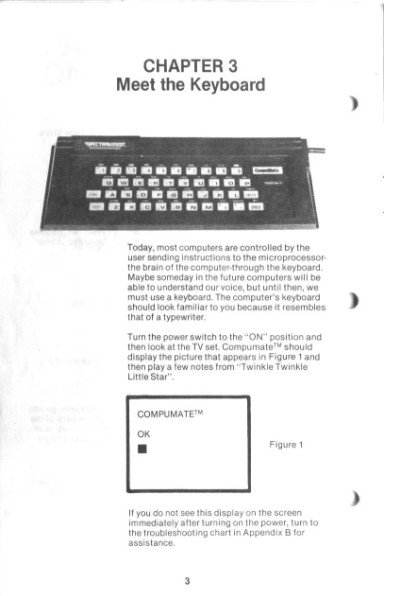 CHAPTER 3
Meet the Keyboard
SPECTRAVIDEO
CompuMate
Today, most computers are controlled by the
user sending instructions to the microprocessor-
the brain of the computer-through the keyboard.
Maybe someday in the future computers will be
able to understand our voice, but until then, we
must use a keyboard. The computer's keyboard
should look familiar to you because it resembles
that of a typewriter.
Turn the power switch to the "ON" position and
then look at the TV set. Compumate™ should
display the picture that appears in Figure 1 and
then play a few notes from "Twinkle Twinkle
Little Star".
COMPUMATE™
OK
Figure 1
If you do not see this display on the screen
immediately after turning on the power, turn to
the troubleshooting chart in Appendix B for
assistance.
3